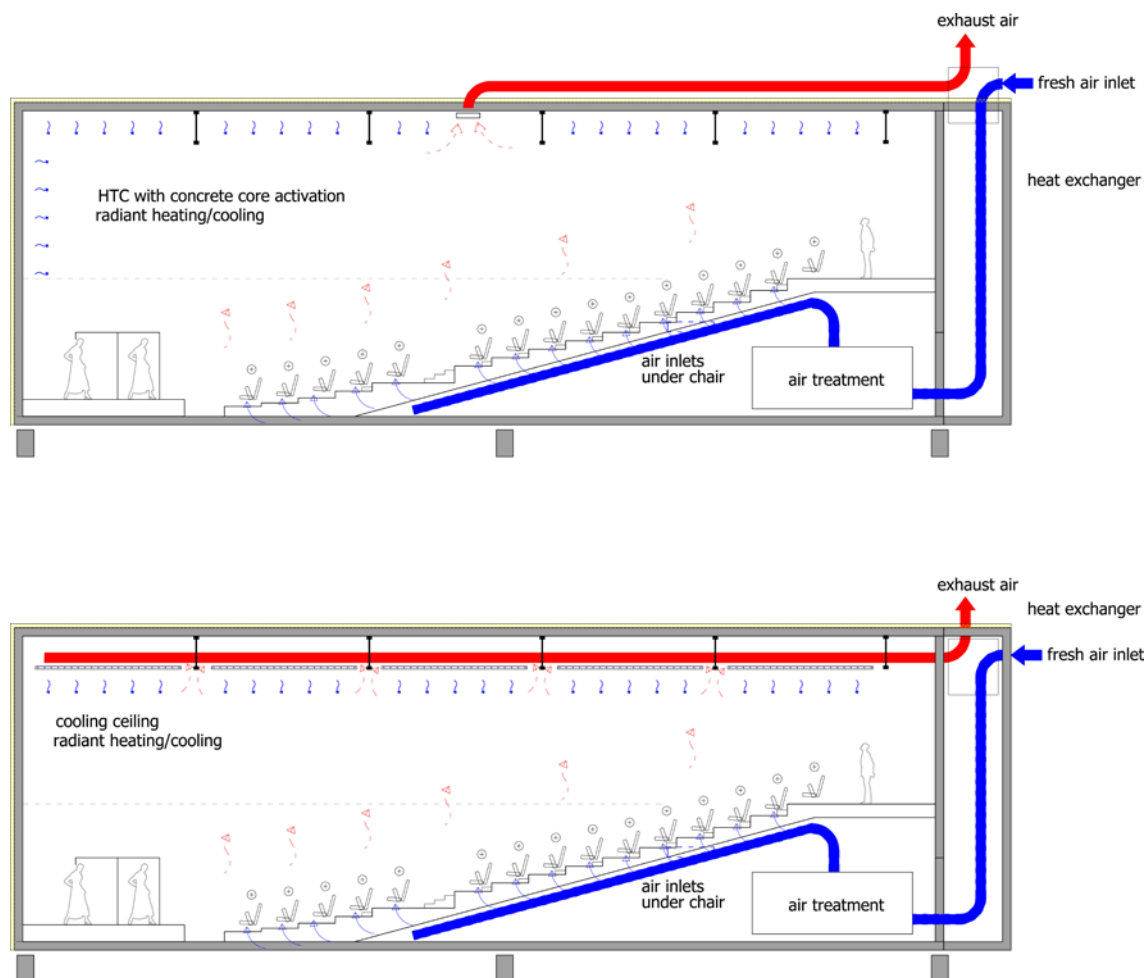 exhaust air
fresh air inlet
heat exchanger
HTC with concrete core activation
radiant heating/cooling
air inlets
under chair
air treatment
exhaust air
heat exchanger
fresh air inlet
cooling ceiling
radiant heating/cooling
air inlets
under chair
air treatment